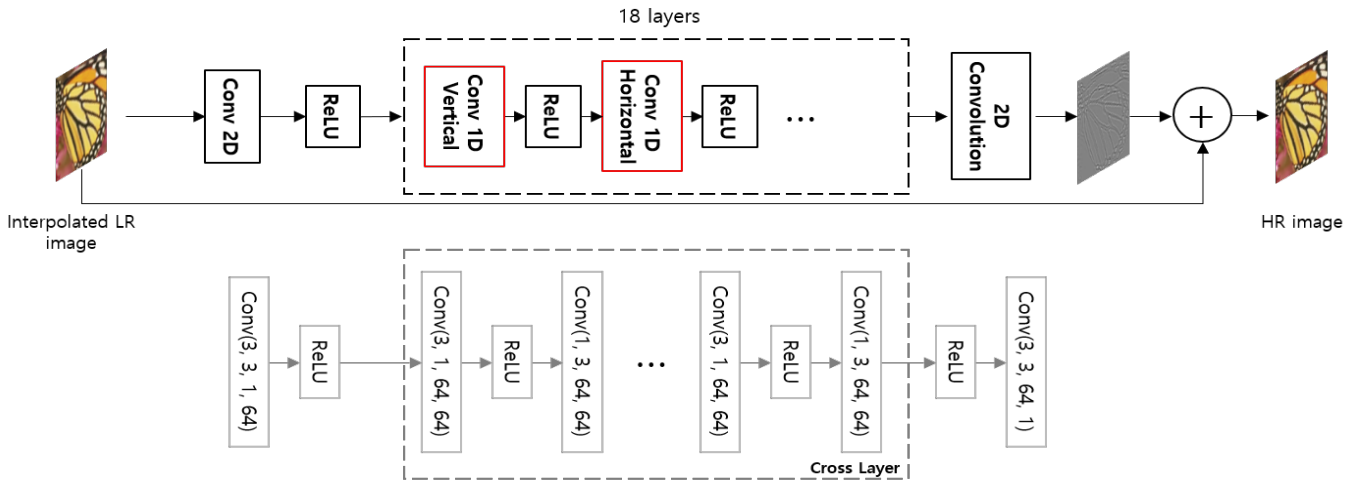 18 layers
Conv 2D
ReLU
Conv 1D
Vertical
ReLU
Conv 1D
Horizontal
ReLU
...
2D
Convolution
+
Interpolated LR
image
HR image
Conv(3, 3, 1, 64)
ReLU
Conv(3, 1, 64, 64)
ReLU
Conv(1, 3, 64, 64)
...
Conv(3, 1, 64, 64)
ReLU
Conv(1, 3, 64, 64)
ReLU
Conv(3, 3, 64, 1)
Cross Layer